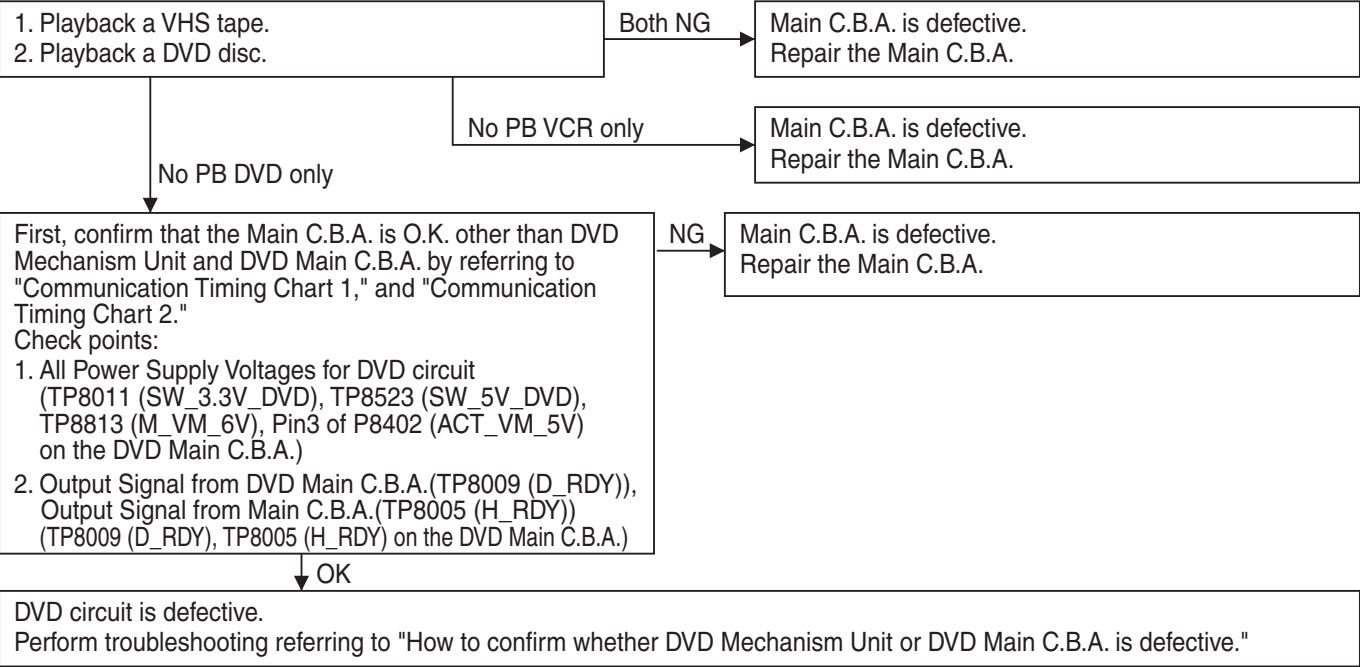 1. Playback a VHS tape.
2. Playback a DVD disc.
Both NG
Main C.B.A. is defective.
Repair the Main C.B.A.
No PB VCR only
Main C.B.A. is defective.
Repair the Main C.B.A.
No PB DVD only
First, confirm that the Main C.B.A. is O.K. other than DVD
Mechanism Unit and DVD Main C.B.A. by referring to
"Communication Timing Chart 1," and "Communication
Timing Chart 2."
Check points:
1. All Power Supply Voltages for DVD circuit
(TP8011 (SW_3.3V_DVD), TP8523 (SW_5V_DVD),
TP8813 (M_VM_6V), Pin3 of P8402 (ACT_VM_5V)
on the DVD Main C.B.A.)
2. Output Signal from DVD Main C.B.A.(TP8009 (D_RDY)),
Output Signal from Main C.B.A.(TP8005 (H_RDY))
(TP8009 (D_RDY), TP8005 (H_RDY) on the DVD Main C.B.A.)
NG
Main C.B.A. is defective.
Repair the Main C.B.A.
OK
DVD circuit is defective.
Perform troubleshooting referring to "How to confirm whether DVD Mechanism Unit or DVD Main C.B.A. is defective."